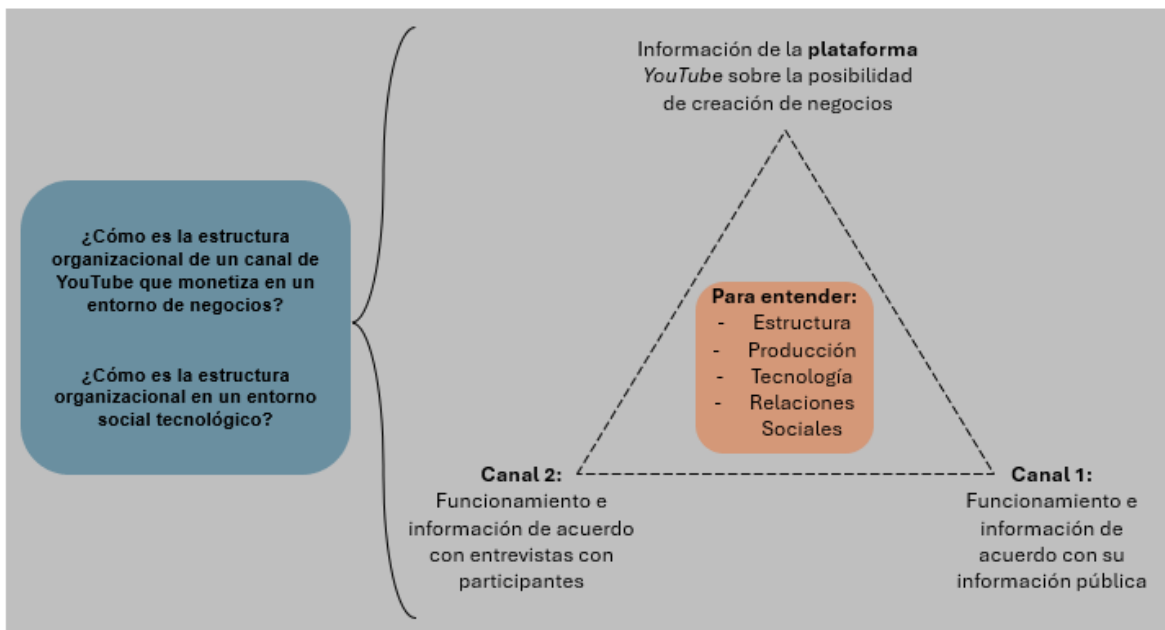 ¿Cómo es la estructura
organizacional de un canal de
YouTube que monetiza en un
entorno de negocios?
¿Cómo es la estructura
organizacional en un entorno
social tecnológico?
Información de la plataforma
YouTube sobre la posibilidad
de creación de negocios
Para entender:
- Estructura
- Producción
- Tecnología
- Relaciones
Sociales
Canal 2:
Funcionamiento e
información de acuerdo
con entrevistas con
participantes
Canal 1:
Funcionamiento e
información de
acuerdo con su
información pública